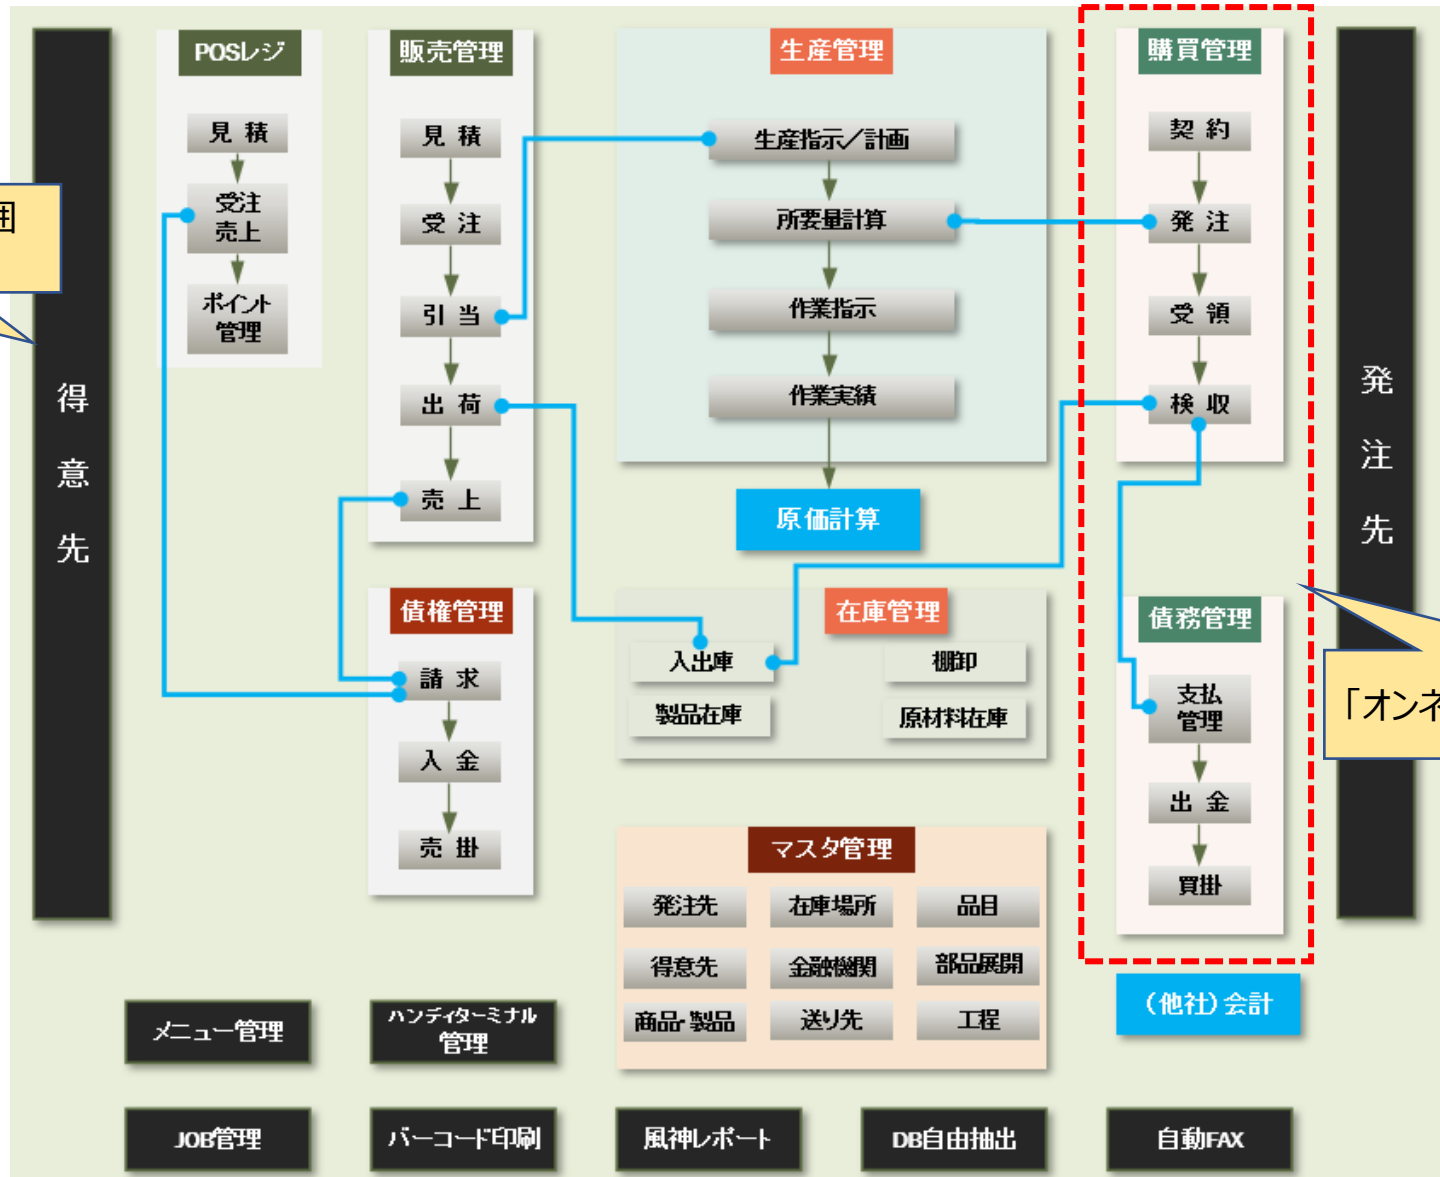 得意先
囲
POSレジ
見積
受注
売上
ポイント
管理
販売管理
見積
受注
引当
出荷
売上
債権管理
請求
入金
売掛
生産管理
生産指示／計画
所要量計算
作業指示
作業実績
原価計算
在庫管理
入出庫
棚卸
製品在庫
原材料在庫
マスタ管理
発注先
在庫場所
品目
得意先
金融機関
部品展開
商品・製品
送り先
工程
購買管理
契約
発注
受領
検収
債務管理
支払
管理
出金
買掛
（他社）会計
発注先
「オンネ
メニュー管理
ハンディターミナル
管理
JOB管理
バーコード印刷
風神レポート
DB自由抽出
自動FAX